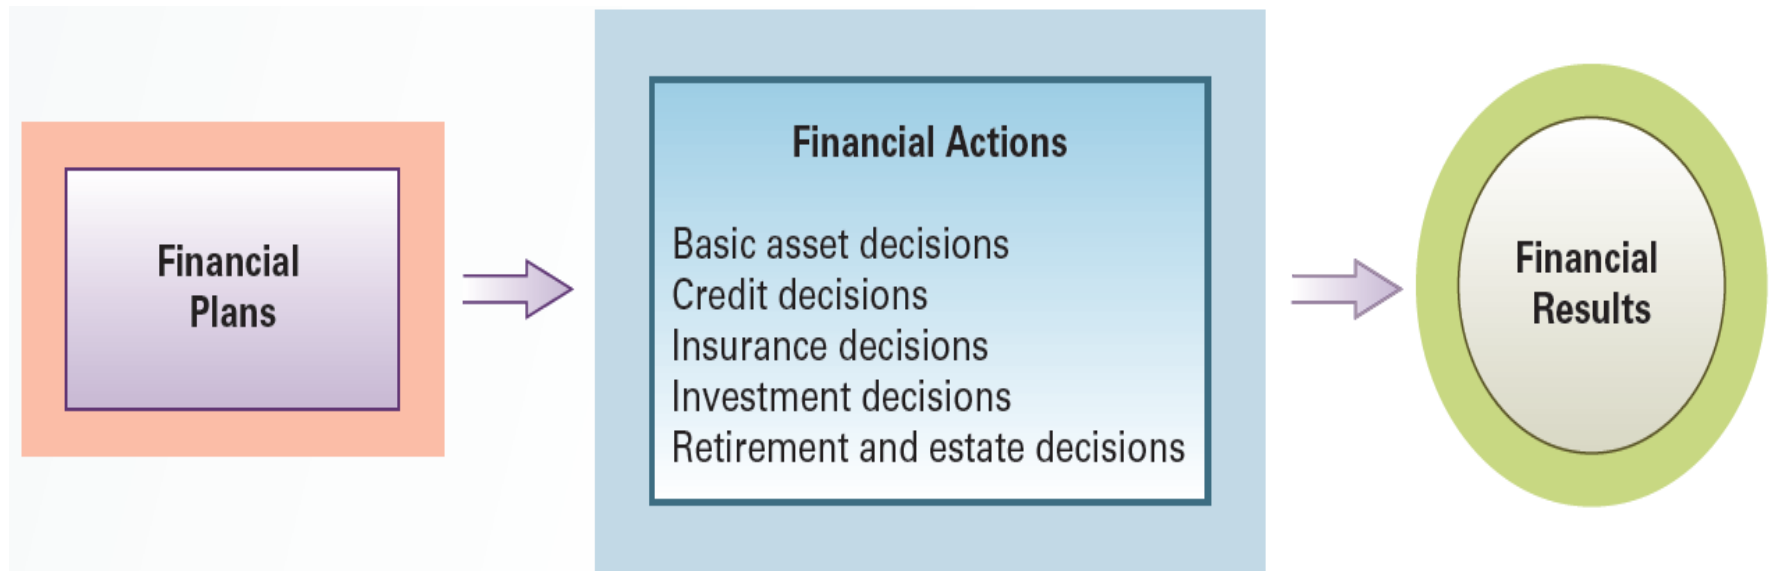 Financial
Plans
Financial Actions
Basic asset decisions
Credit decisions
Insurance decisions
Investment decisions
Retirement and estate decisions
Financial
Results